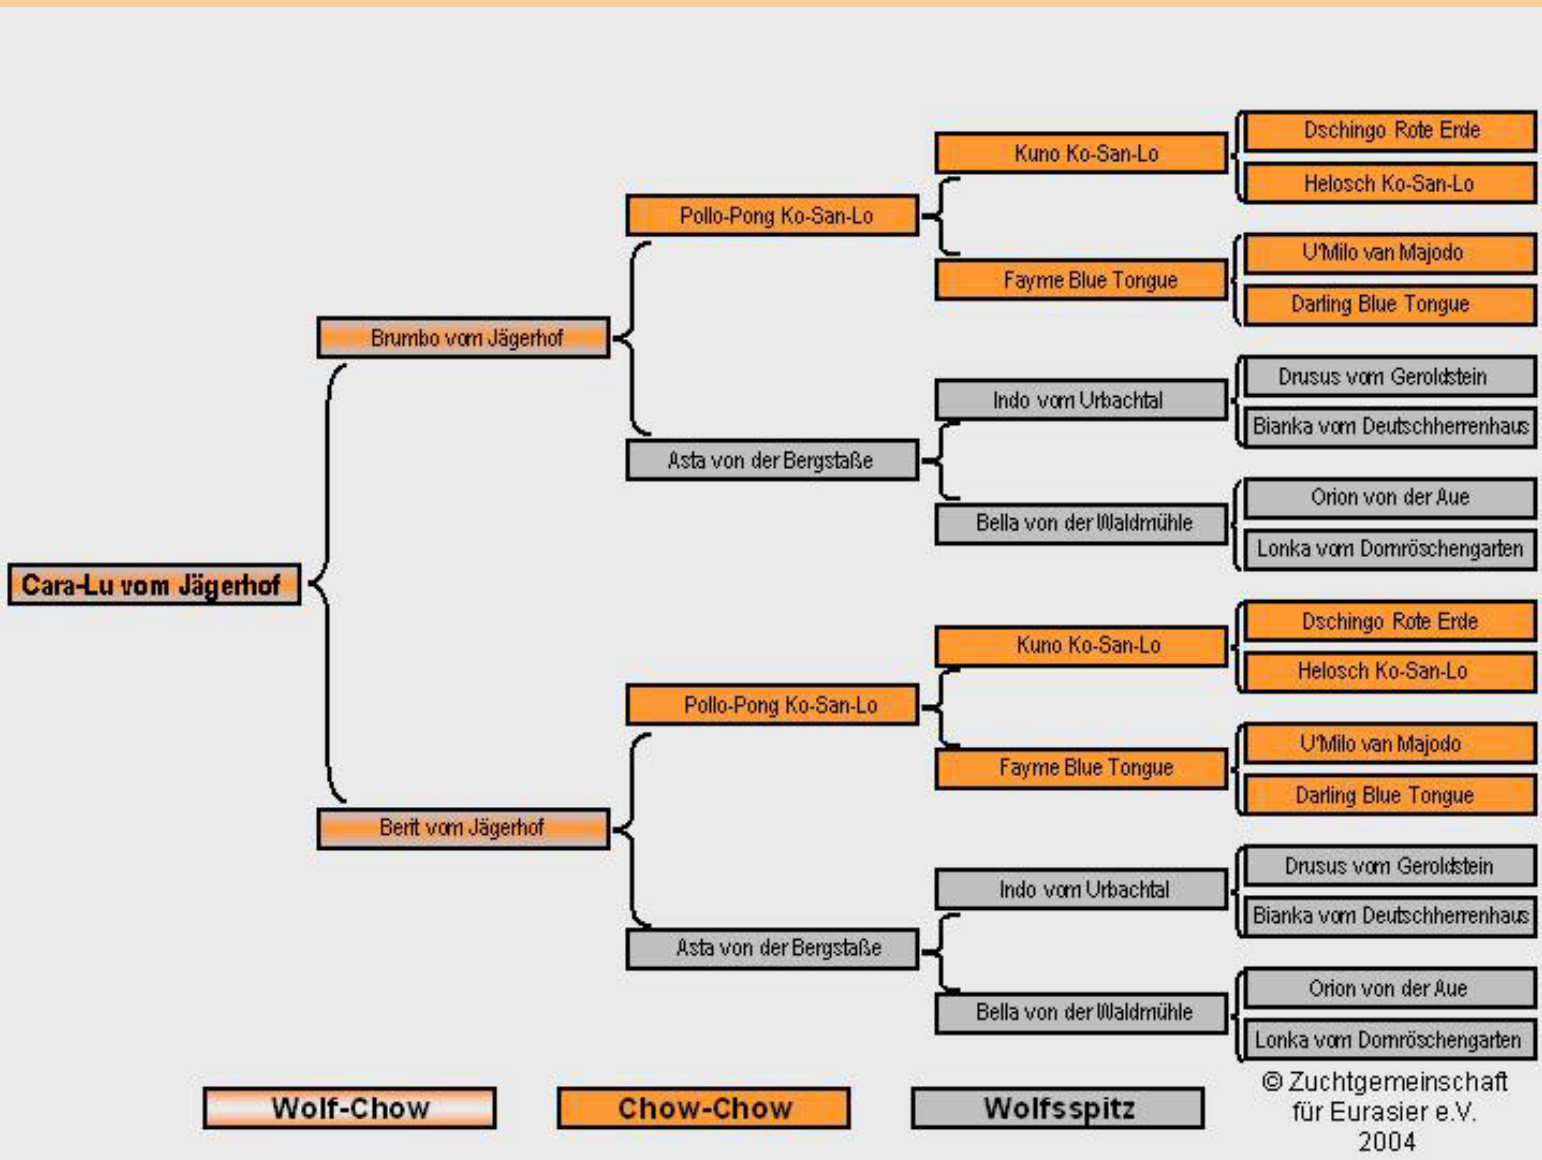 Dschingo Rote Erde
Kuno Ko-San-Lo
Helosch Ko-San-Lo
Pollo-Pong Ko-San-Lo
U'Milo van Majodo
Fayme Blue Tongue
Darling Blue Tongue
Brumbo vom Jägerhof
Drusus vom Geroldstein
Indo vom Urbachtal
Bianka vom Deutschherrenhaus
Asta von der Bergstaße
Orion von der Aue
Bella von der Waldmühle
Lonka vom Dornröschengarten
Cara-Lu vom Jägerhof
Dschingo Rote Erde
Kuno Ko-San-Lo
Helosch Ko-San-Lo
Pollo-Pong Ko-San-Lo
U'Milo van Majodo
Fayme Blue Tongue
Darling Blue Tongue
Berit vom Jägerhof
Drusus vom Geroldstein
Indo vom Urbachtal
Bianka vom Deutschherrenhaus
Asta von der Bergstaße
Orion von der Aue
Bella von der Waldmühle
Lonka vom Dornröschengarten
Wolf-Chow
Chow-Chow
Wolfsspitz
© Zuchtgemeinschaft
für Eurasier e.V.
2004